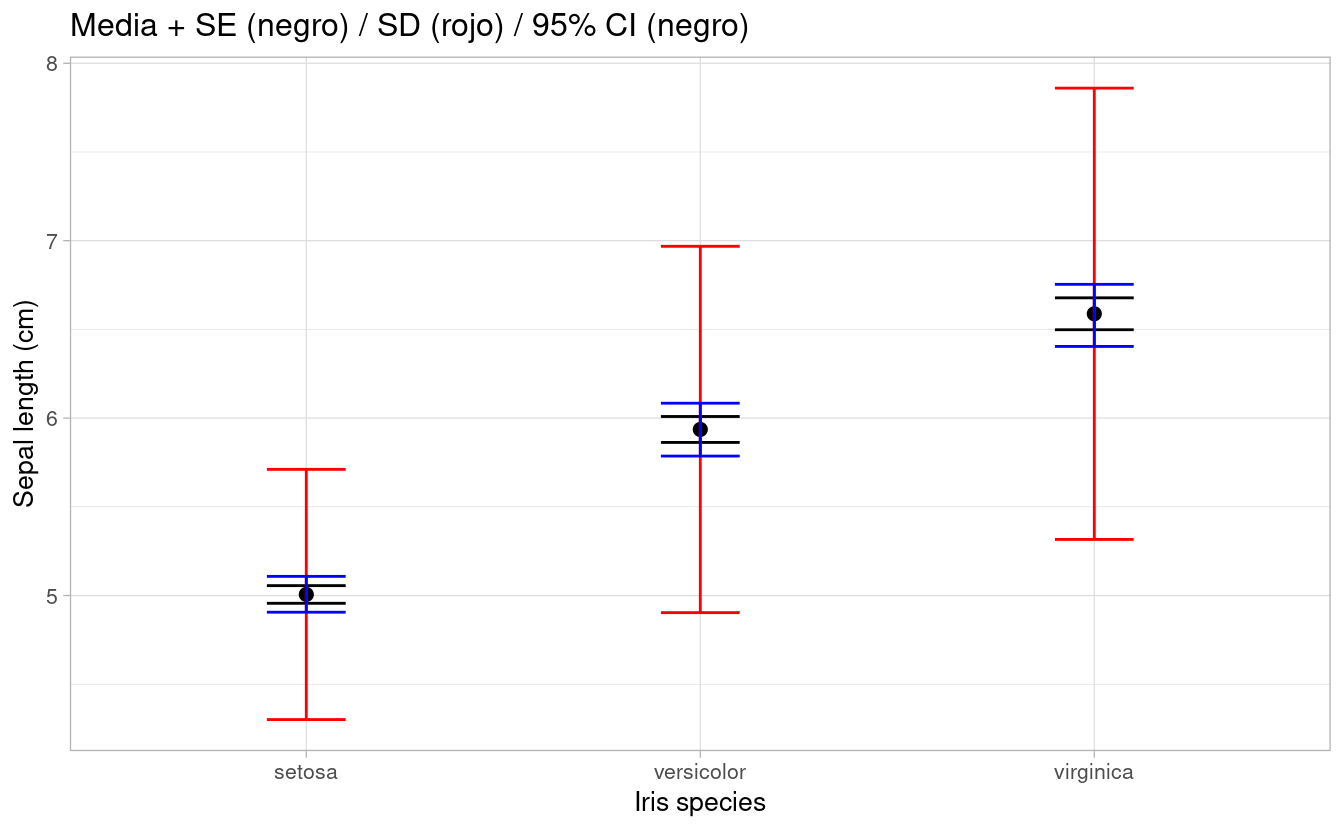 Media + SE (negro) / SD (rojo) / 95% CI (negro)
8
7
6
5
Sepal length (cm)
setosa versicolor virginica
Iris species